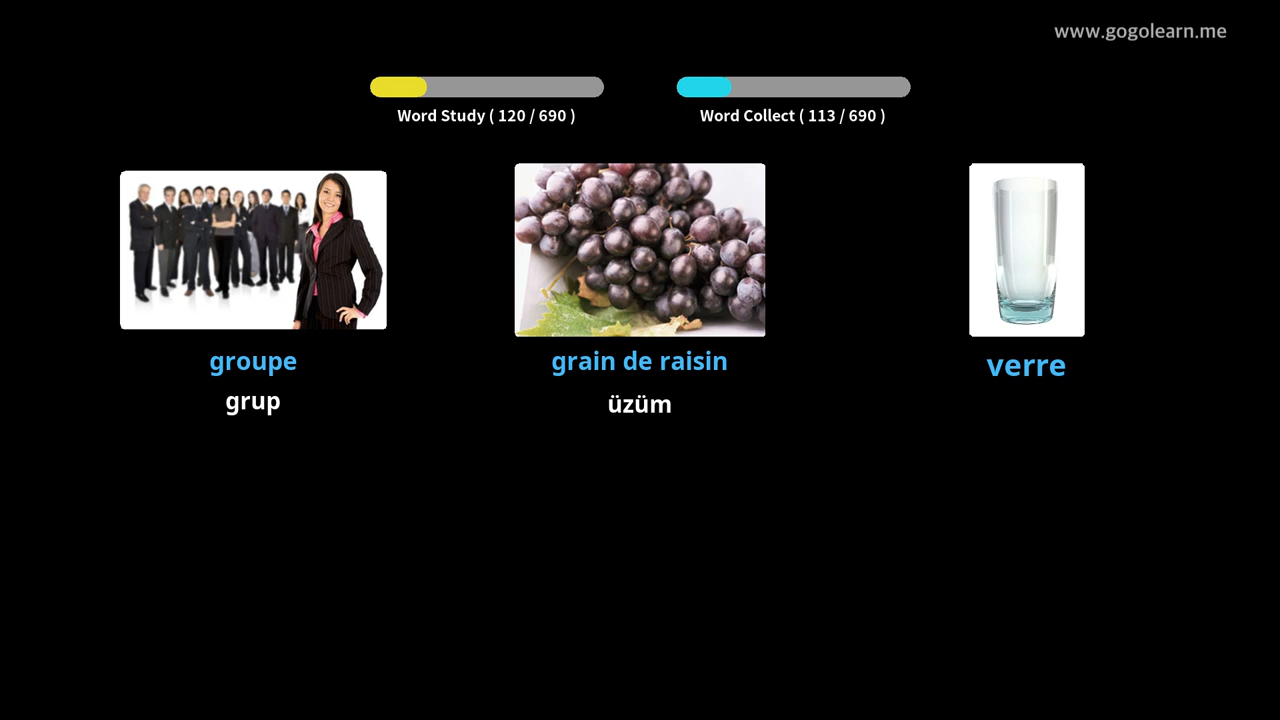 www.gogolearn.me
Word Study ( 120 / 690 )
Word Collect ( 113 / 690 )
groupe
grain de raisin
verre
grup
üzüm